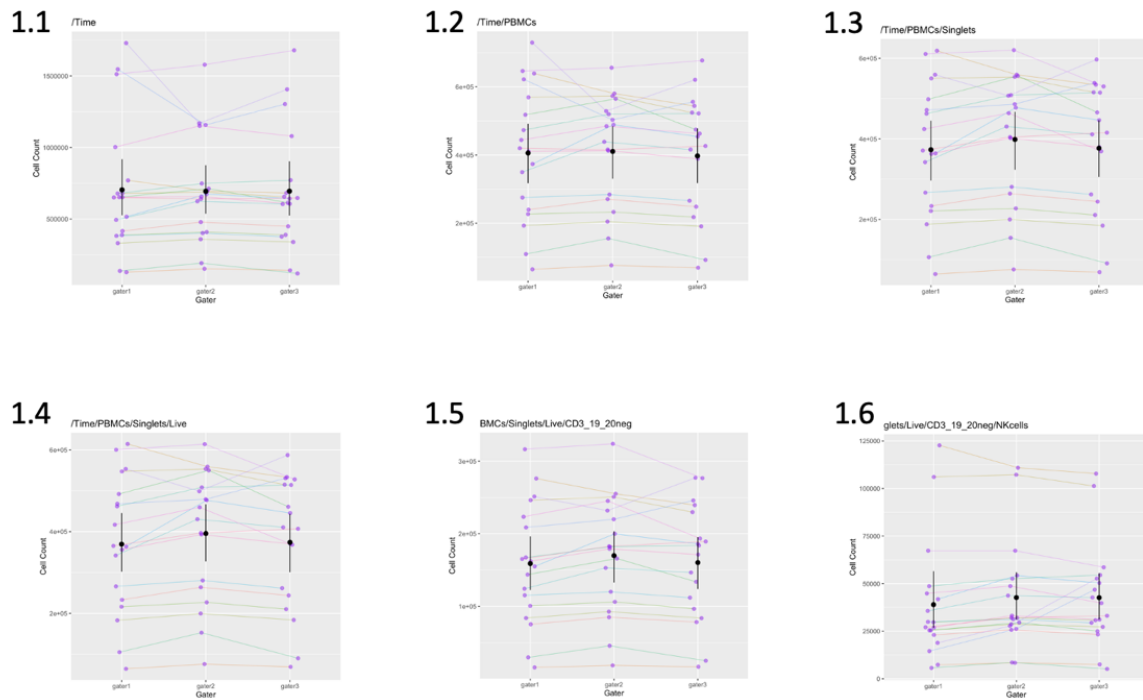 1.1
/Time
1500000
1000000
500000
Cell Count
gater1 gater2 gater3
Gater
1.2
/Time/PBMCs
6e+05
4e+05
2e+05
Cell Count
gater1 gater2 gater3
Gater
1.3
/Time/PBMCs/Singlets
6e+05
4e+05
2e+05
Cell Count
gater1 gater2 gater3
Gater
1.4
/Time/PBMCs/Singlets/Live
6e+05
4e+05
2e+05
Cell Count
gater1 gater2 gater3
Gater
1.5
BMCs/Singlets/Live/CD3_19_20neg
3e+05
2e+05
1e+05
Cell Count
gater1 gater2 gater3
Gater
1.6
glets/Live/CD3_19_20neg/NKcells
125000
100000
75000
50000
25000
0
Cell Count
gater1 gater2 gater3
Gater